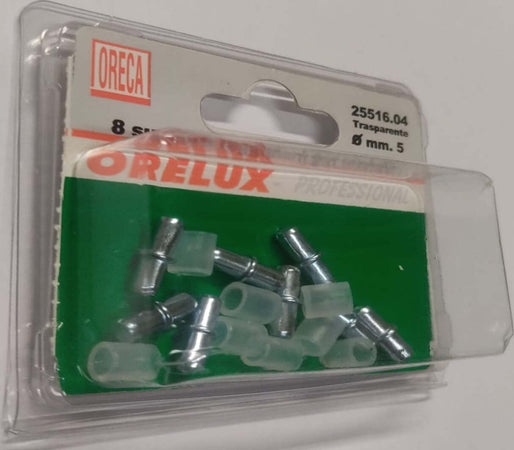 ORECA
25516.04
Trasparente
8
Ø mm. 5
ORELUX
PROFESSIONAL